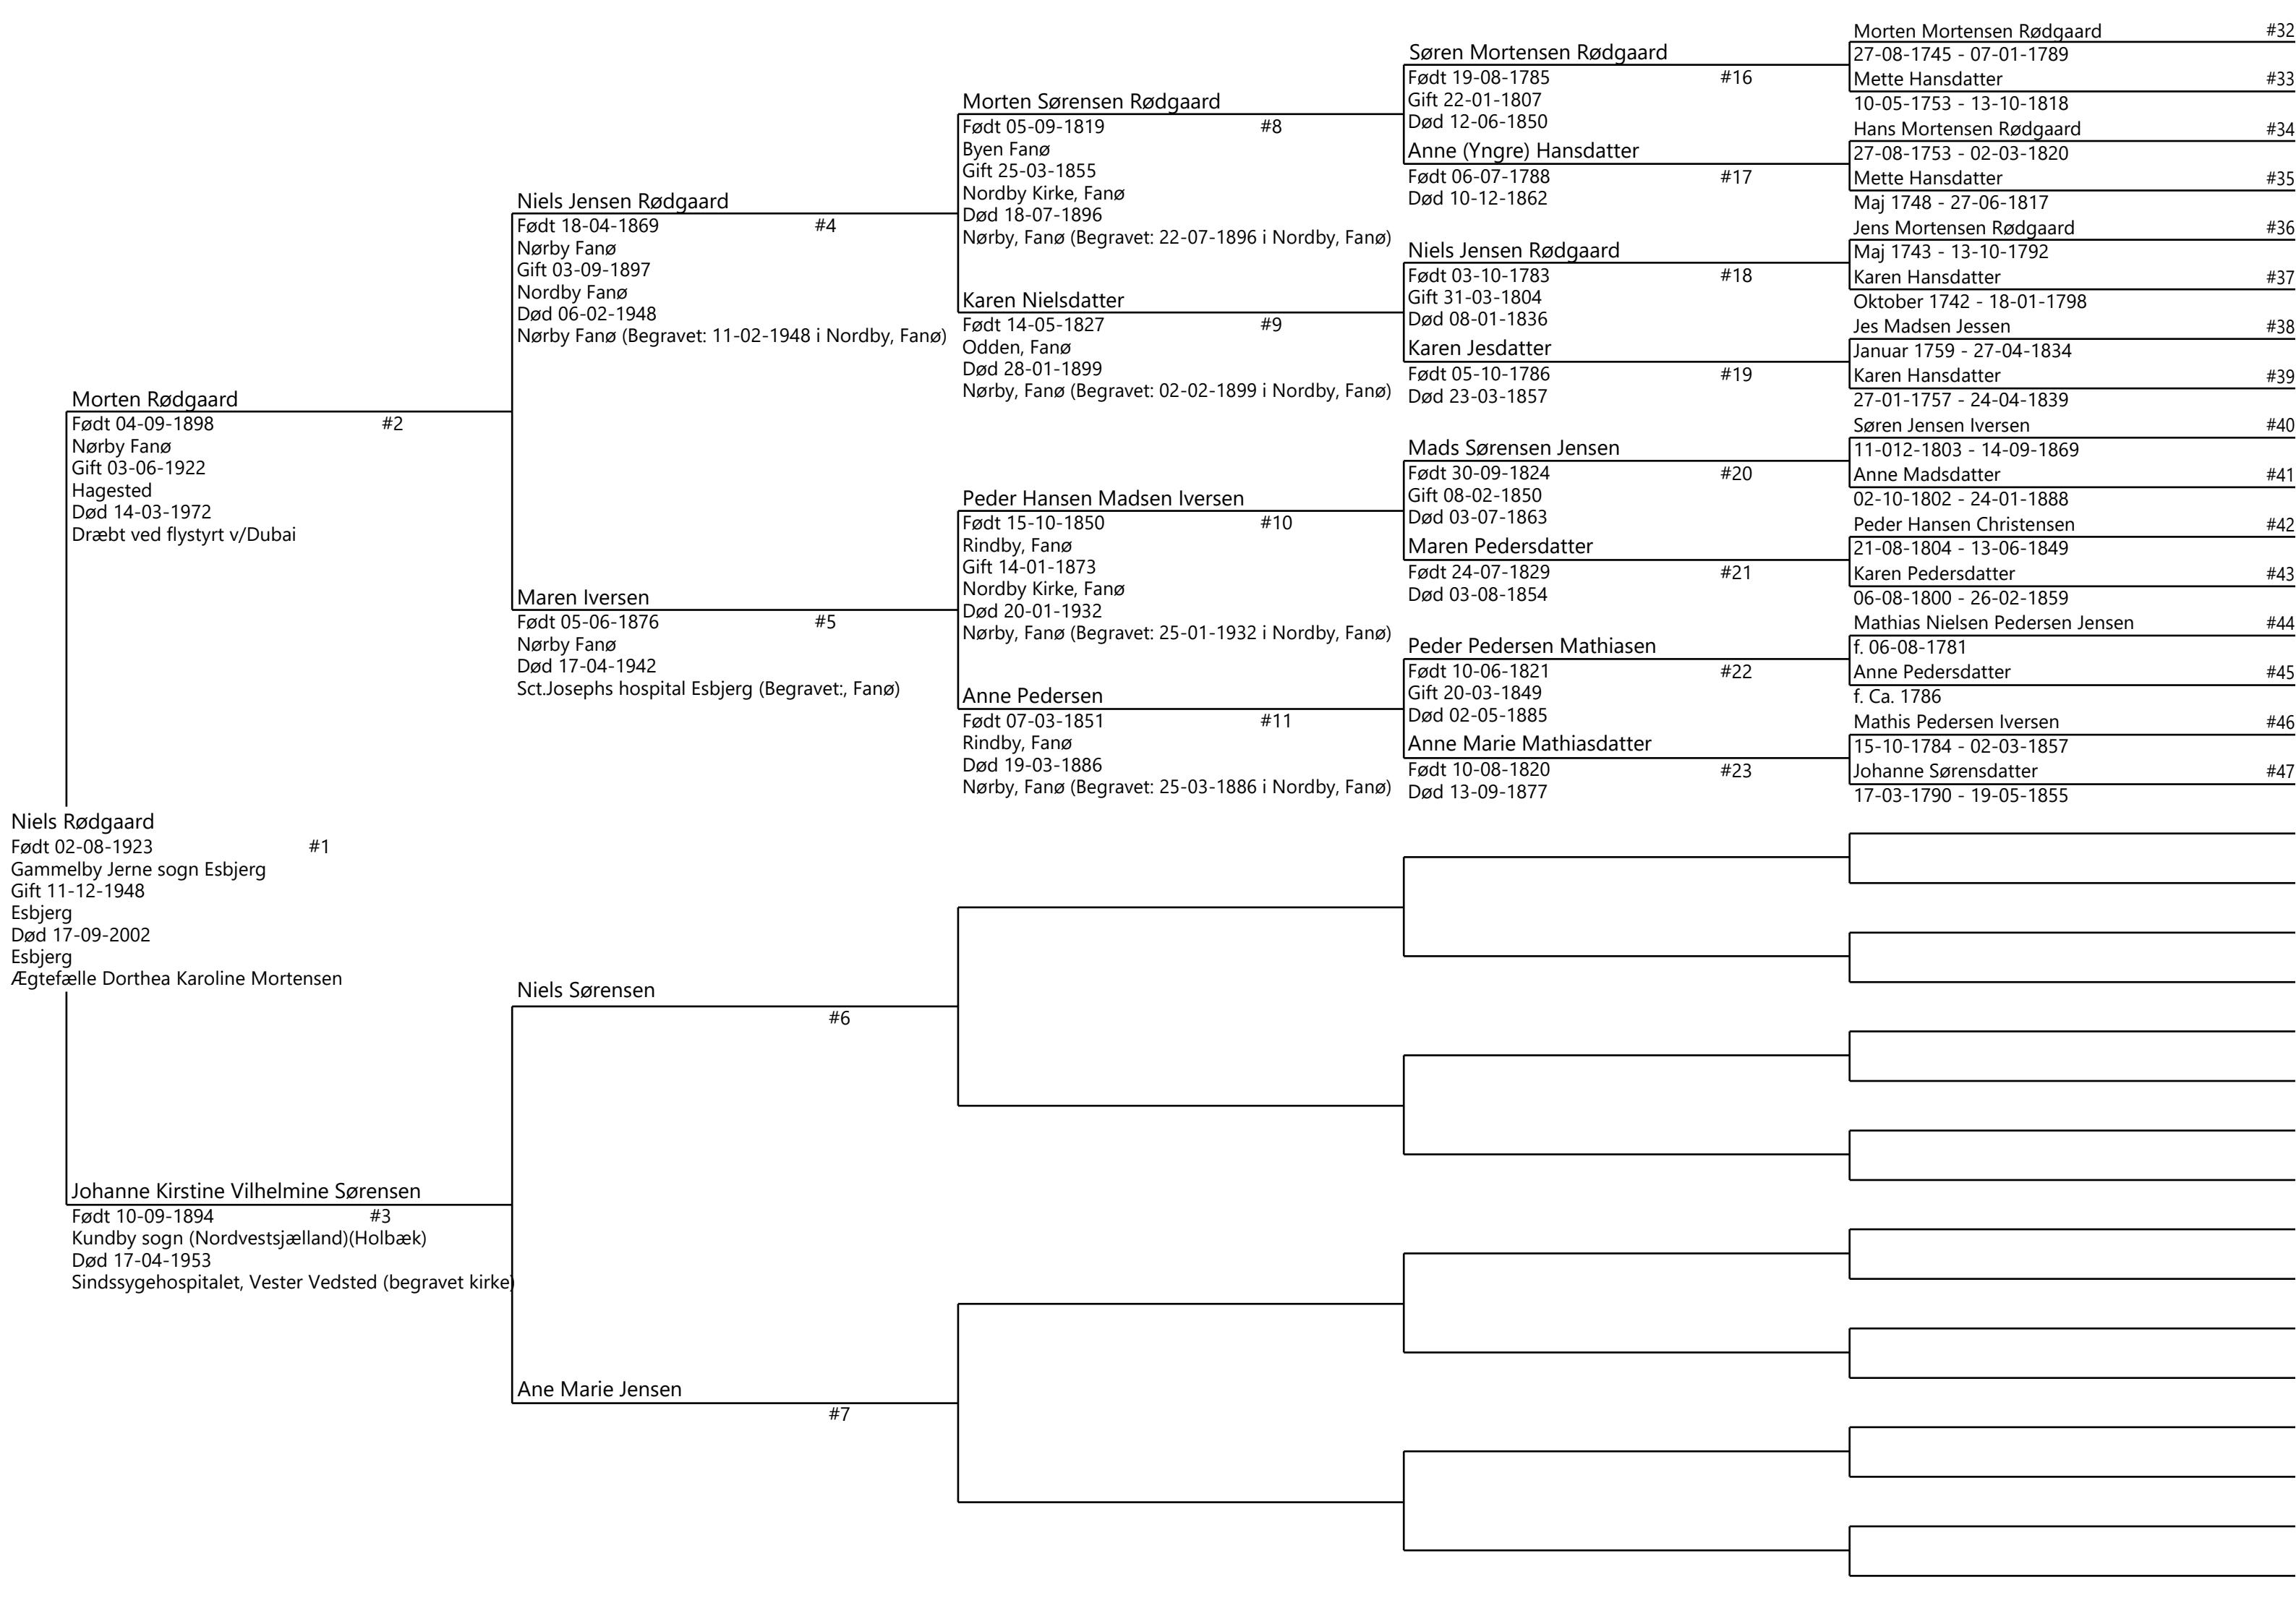 Niels Rødgaard
Født 02-08-1923 #1
Gammelby Jerne sogn Esbjerg
Gift 11-12-1948
Esbjerg
Død 17-09-2002
Esbjerg
Ægtefælle Dorthea Karoline Mortensen
Morten Rødgaard
Født 04-09-1898 #2
Nørby Fanø
Gift 03-06-1922
Hagested
Død 14-03-1972
Dræbt ved flystyrt v/Dubai
Johanne Kirstine Vilhelmine Sørensen
Født 10-09-1894 #3
Kundby sogn (Nordvestsjælland)(Holbæk)
Død 17-04-1953
Sindssygehospitalet, Vester Vedsted (begravet kirke)
Niels Jensen Rødgaard
Født 18-04-1869 #4
Nørby Fanø
Gift 03-09-1897
Nordby Fanø
Død 06-02-1948
Nørby Fanø (Begravet: 11-02-1948 i Nordby, Fanø)
Maren Iversen
Født 05-06-1876 #5
Nørby Fanø
Død 17-04-1942
Sct.Josephs hospital Esbjerg (Begravet:, Fanø)
Niels Sørensen
#6
Ane Marie Jensen
#7
Morten Sørensen Rødgaard
Født 05-09-1819 #8
Byen Fanø
Gift 25-03-1855
Nordby Kirke, Fanø
Død 18-07-1896
Nørby, Fanø (Begravet: 22-07-1896 i Nordby, Fanø)
Karen Nielsdatter
Født 14-05-1827 #9
Odden, Fanø
Død 28-01-1899
Nørby, Fanø (Begravet: 02-02-1899 i Nordby, Fanø)
Peder Hansen Madsen Iversen
Født 15-10-1850 #10
Rindby, Fanø
Gift 14-01-1873
Nordby Kirke, Fanø
Død 20-01-1932
Nørby, Fanø (Begravet: 25-01-1932 i Nordby, Fanø)
Anne Pedersen
Født 07-03-1851 #11
Rindby, Fanø
Død 19-03-1886
Nørby, Fanø (Begravet: 25-03-1886 i Nordby, Fanø)
Søren Mortensen Rødgaard
Født 19-08-1785 #16
Gift 22-01-1807
Død 12-06-1850
Anne (Yngre) Hansdatter
Født 06-07-1788 #17
Død 10-12-1862
Niels Jensen Rødgaard
Født 03-10-1783 #18
Gift 31-03-1804
Død 08-01-1836
Karen Jesdatter
Født 05-10-1786 #19
Død 23-03-1857
Mads Sørensen Jensen
Født 30-09-1824 #20
Gift 08-02-1850
Død 03-07-1863
Maren Pedersdatter
Født 24-07-1829 #21
Død 03-08-1854
Peder Pedersen Mathiasen
Født 10-06-1821 #22
Gift 20-03-1849
Død 02-05-1885
Anne Marie Mathiasdatter
Født 10-08-1820 #23
Død 13-09-1877
Morten Mortensen Rødgaard #32
27-08-1745 - 07-01-1789
Mette Hansdatter #33
10-05-1753 - 13-10-1818
Hans Mortensen Rødgaard #34
27-08-1753 - 02-03-1820
Mette Hansdatter #35
Maj 1748 - 27-06-1817
Jens Mortensen Rødgaard #36
Maj 1743 - 13-10-1792
Karen Hansdatter #37
Oktober 1742 - 18-01-1798
Jes Madsen Jessen #38
Januar 1759 - 27-04-1834
Karen Hansdatter #39
27-01-1757 - 24-04-1839
Søren Jensen Iversen #40
11-012-1803 - 14-09-1869
Anne Madsdatter #41
02-10-1802 - 24-01-1888
Peder Hansen Christensen #42
21-08-1804 - 13-06-1849
Karen Pedersdatter #43
06-08-1800 - 26-02-1859
Mathias Nielsen Pedersen Jensen #44
f. 06-08-1781
Anne Pedersdatter #45
f. Ca. 1786
Mathis Pedersen Iversen #46
15-10-1784 - 02-03-1857
Johanne Sørensdatter #47
17-03-1790 - 19-05-1855